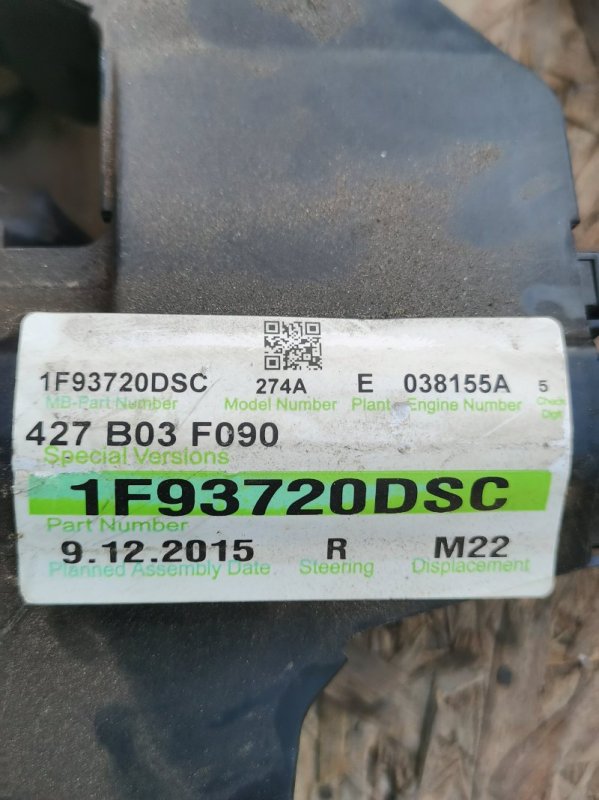 1F93720DSC 274A E 038155A 5
MB-Part Number Model Number Plant Engine Number Check Digit
427 B03 F090
Special Versions
1F93720DSC
Part Number
9.12.2015 R M22
Planned Assembly Date Steering Displacement